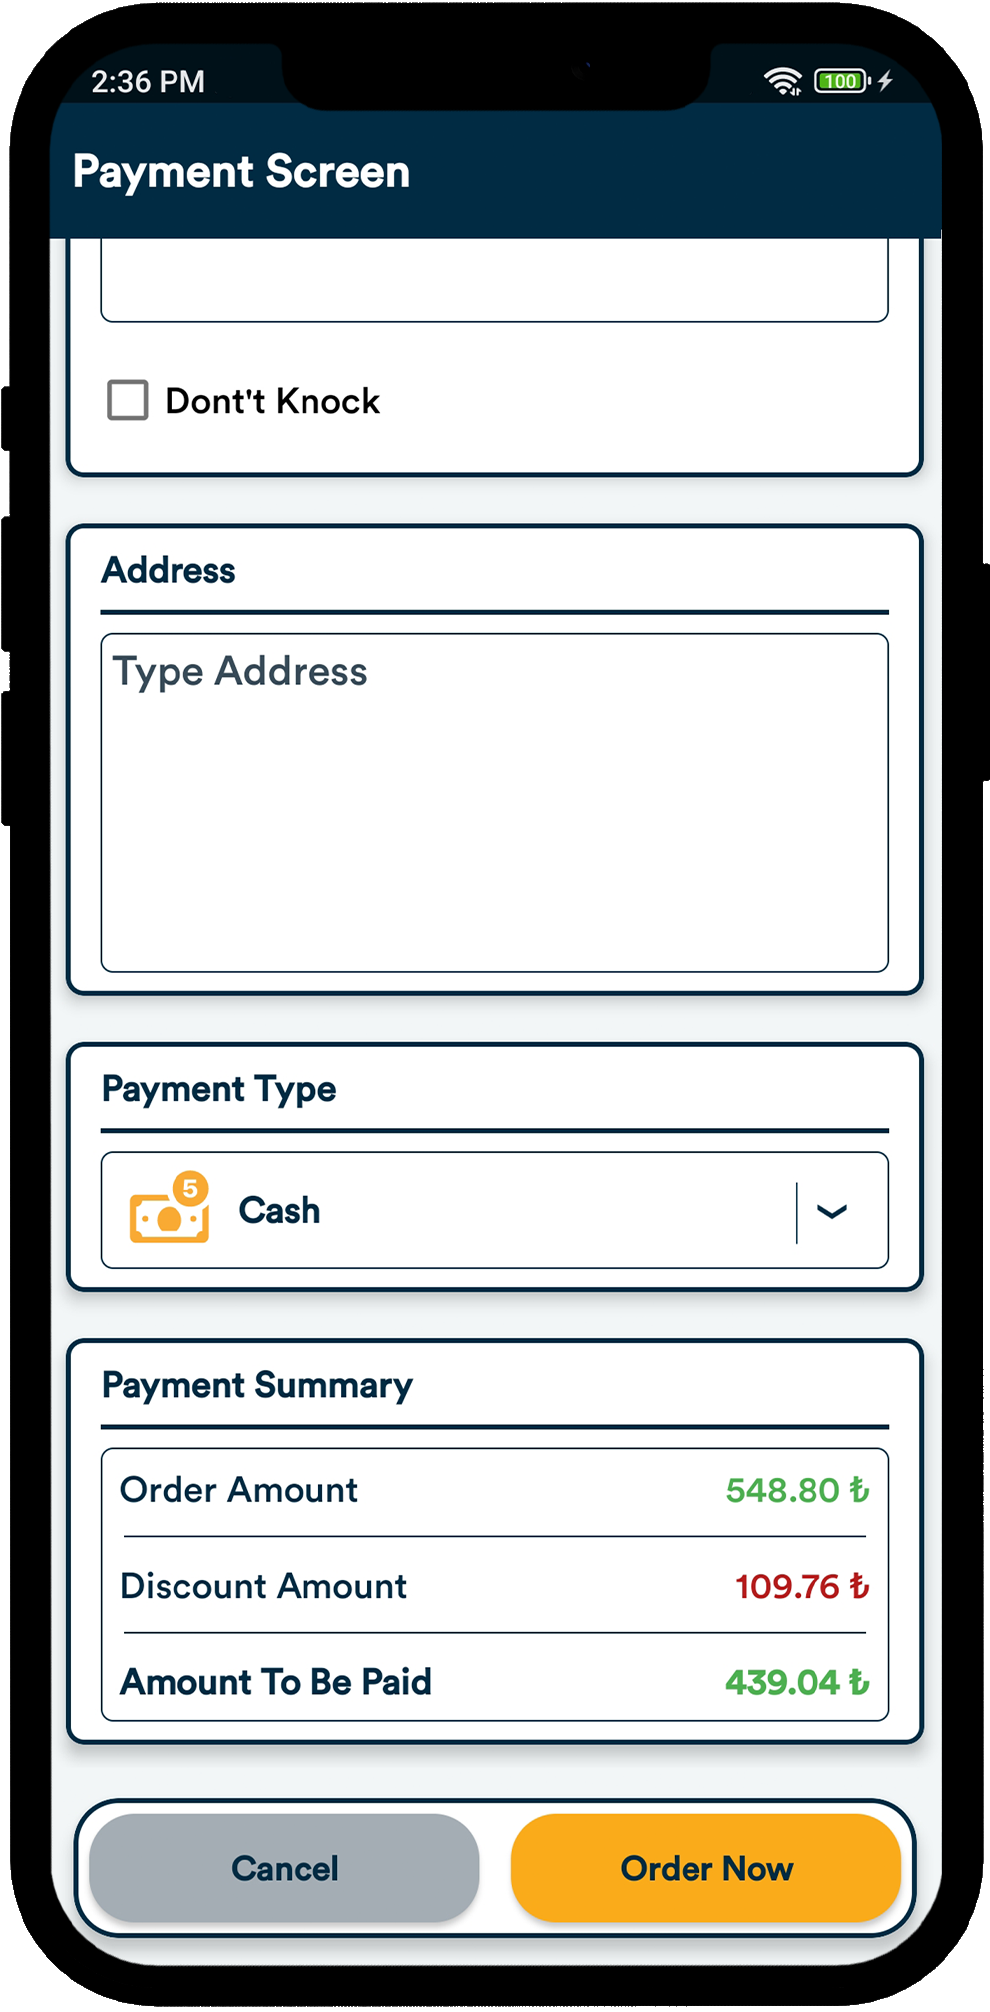 2:36 PM 100
Payment Screen
Dont't Knock
Address
Type Address
Payment Type
5
Cash
Payment Summary
Order Amount 548.80 ₺
Discount Amount 109.76 ₺
Amount To Be Paid 439.04 ₺
Cancel Order Now